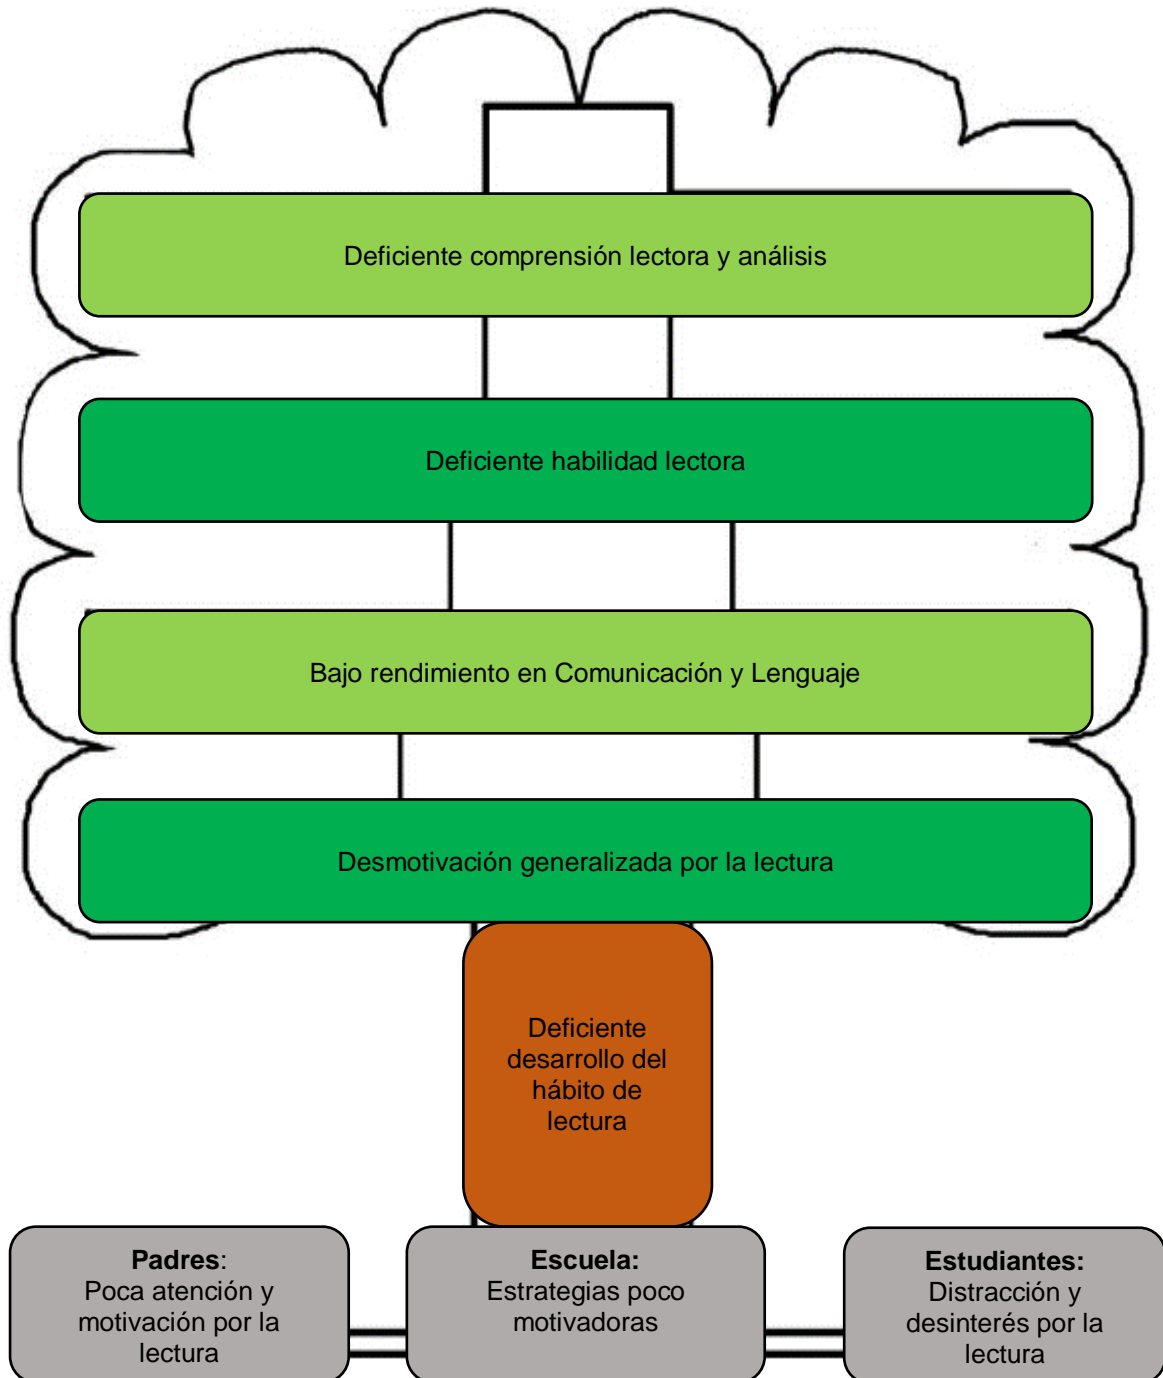 Deficiente comprensión lectora y análisis
Deficiente habilidad lectora
Bajo rendimiento en Comunicación y Lenguaje
Desmotivación generalizada por la lectura
Deficiente
desarrollo del
hábito de
lectura
Padres:
Poca atención y
motivación por la
lectura
Escuela:
Estrategias poco
motivadoras
Estudiantes:
Distracción y
desinterés por la
lectura